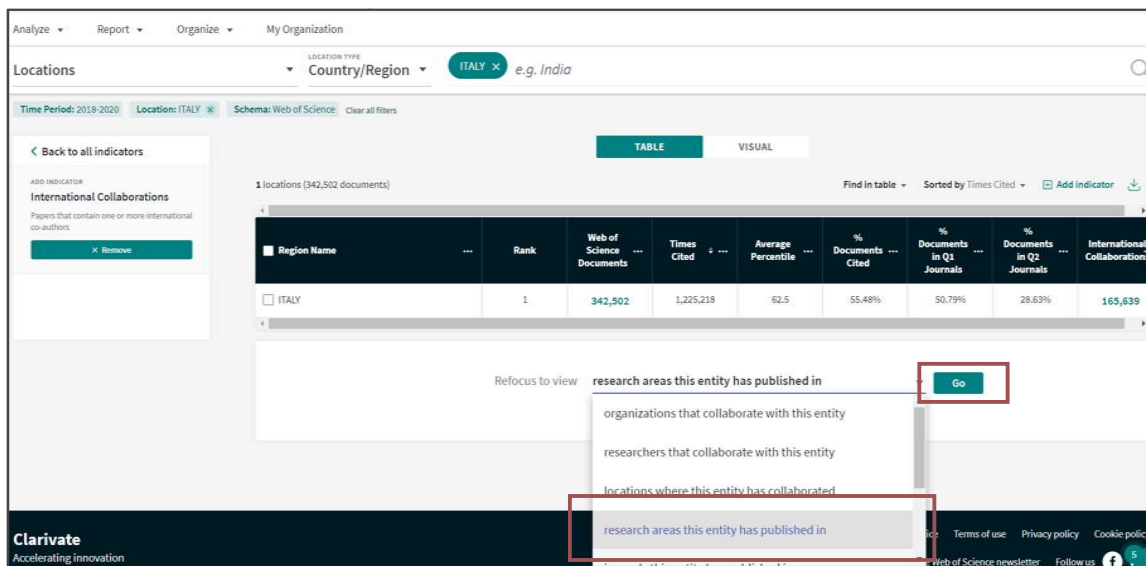 Analyze Report Organize My Organization
LOCATION TYPE
Locations Country/Region ITALY × e.g. India
Time Period: 2018-2020 Location: ITALY × Schema: Web of Science Clear all filters
Back to all indicators
TABLE VISUAL
ADD INDICATOR
International Collaborations
Papers that contain one or more international
co-authors
× Remove
1 locations (342,502 documents) Find in table Sorted by Times Cited Add indicator
Region Name ... Rank Web of Science Documents ... Times Cited ... Average Percentile ... % Documents Cited ... % Documents in Q1 Journals ... % Documents in Q2 Journals ... International Collaborations
ITALY 1 342,502 1,225,218 62.5 55.48% 50.79% 28.63% 165,639
Refocus to view research areas this entity has published in Go
organizations that collaborate with this entity
researchers that collaborate with this entity
locations where this entity has collaborated
research areas this entity has published in
Clarivate
Accelerating innovation
Terms of use Privacy policy Cookie polic
Web of Science newsletter Follow us 5